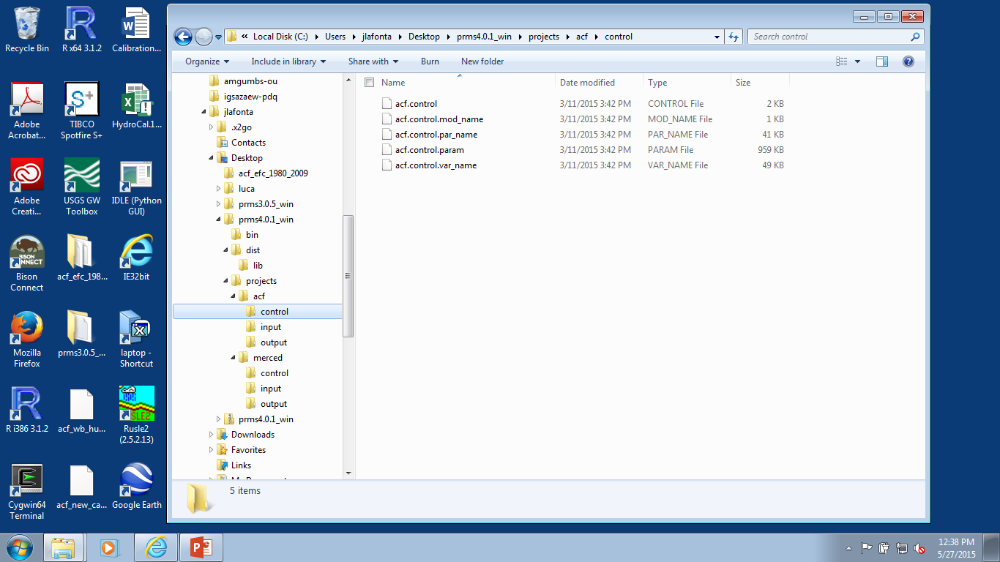 Recycle Bin
R x64 3.1.2
Calibration...
Adobe
Acrobat...
TIBCO
Spotfire S+
HydroCal.1...
Adobe
Creati...
USGS GW
Toolbox
IDLE (Python
GUI)
BISON
CONNECT
Bison
Connect
acf_efc_198...
IE32bit
Mozilla
Firefox
prms3.0.5_...
laptop -
Shortcut
R i386 3.1.2
acf_wb_hu...
Rusle2
(2.5.2.13)
Cygwin64
Terminal
acf_new_ca...
Google Earth
« Local Disk (C:) Users jlafonta Desktop prms4.0.1_win projects acf control
Search control
Organize Include in library Share with Burn New folder
amgumbs-ou
igsazaew-pdq
jlafonta
.x2go
Contacts
Desktop
acf_efc_1980_2009
luca
prms3.0.5_win
prms4.0.1_win
bin
dist
lib
projects
acf
control
input
output
merced
control
input
output
prms4.0.1_win
Downloads
Favorites
Links
Name Date modified Type Size
acf.control 3/11/2015 3:42 PM CONTROL File 2 KB
acf.control.mod_name 3/11/2015 3:42 PM MOD_NAME File 1 KB
acf.control.par_name 3/11/2015 3:42 PM PAR_NAME File 41 KB
acf.control.param 3/11/2015 3:42 PM PARAM File 959 KB
acf.control.var_name 3/11/2015 3:42 PM VAR_NAME File 49 KB
5 items
12:38 PM
5/27/2015